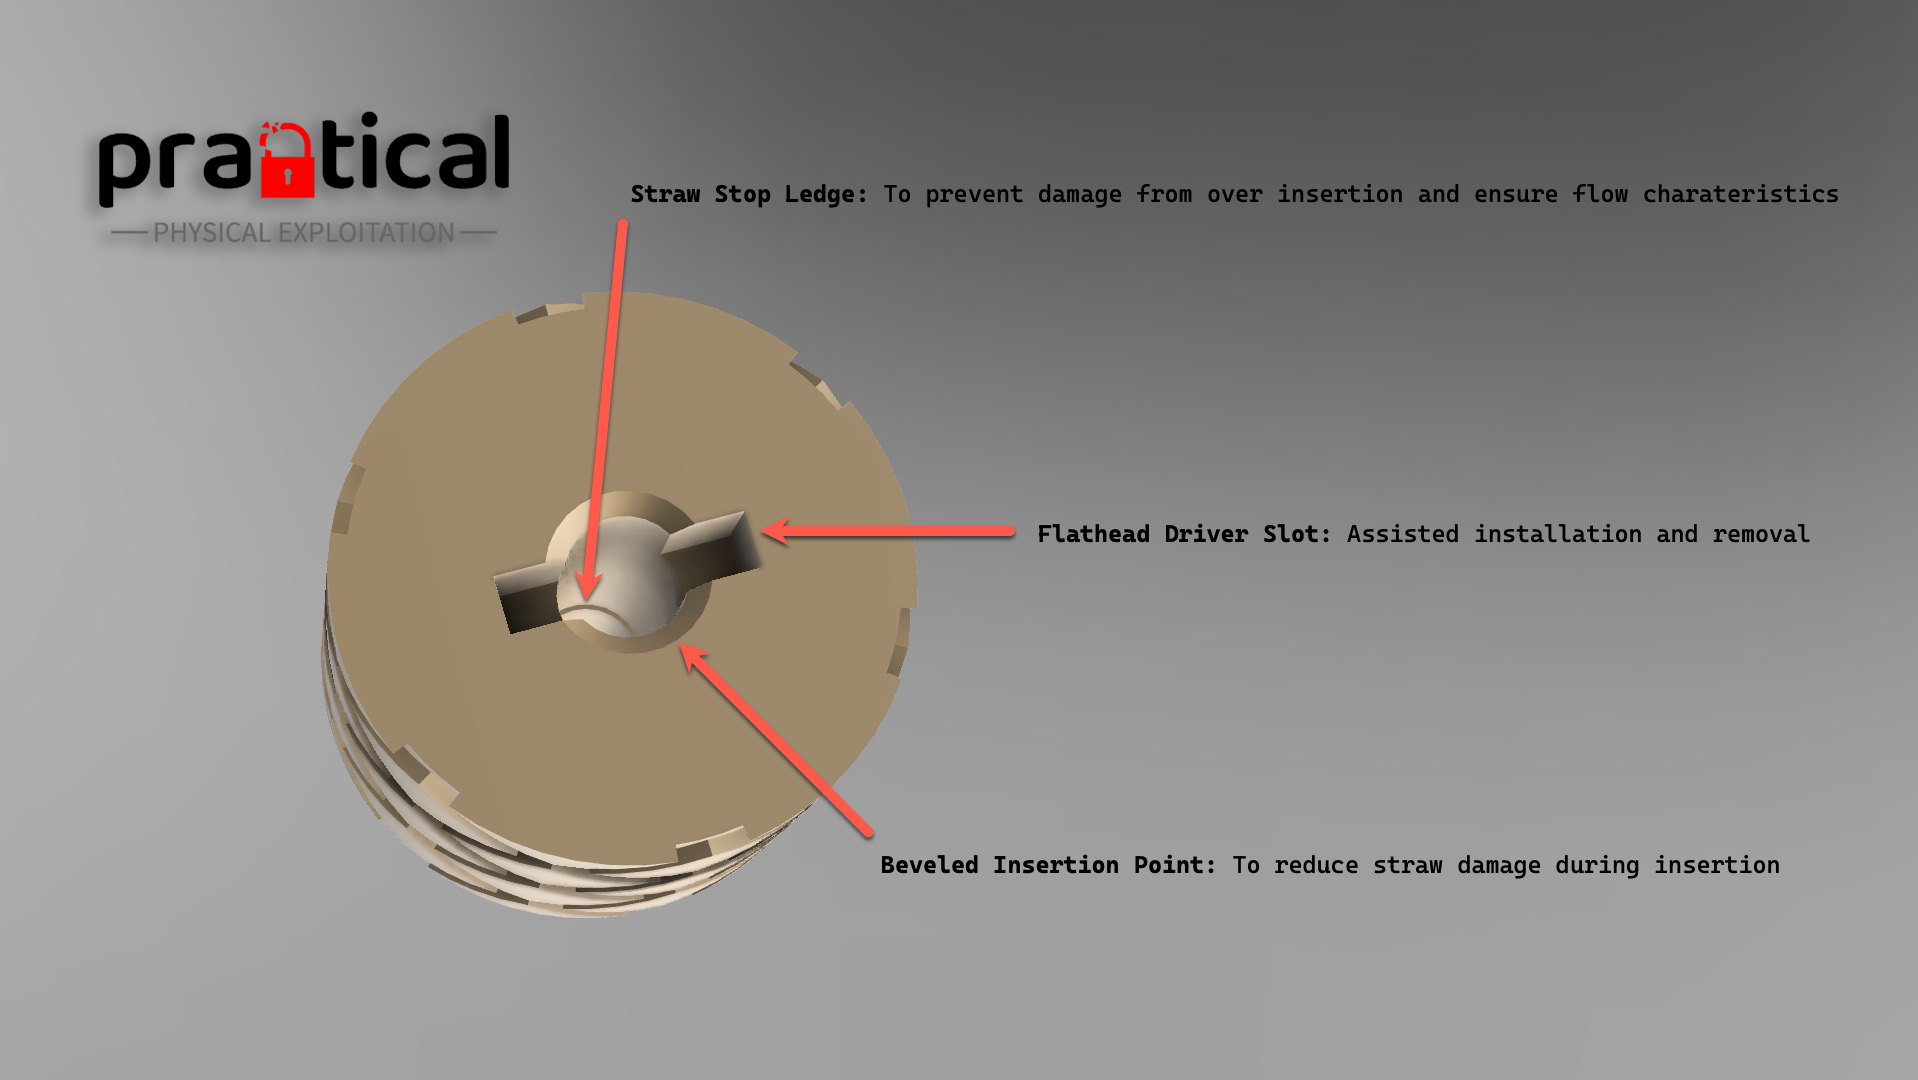 practical
PHYSICAL EXPLOITATION
Straw Stop Ledge: To prevent damage from over insertion and ensure flow charateristics
Flathead Driver Slot: Assisted installation and removal
Beveled Insertion Point: To reduce straw damage during insertion